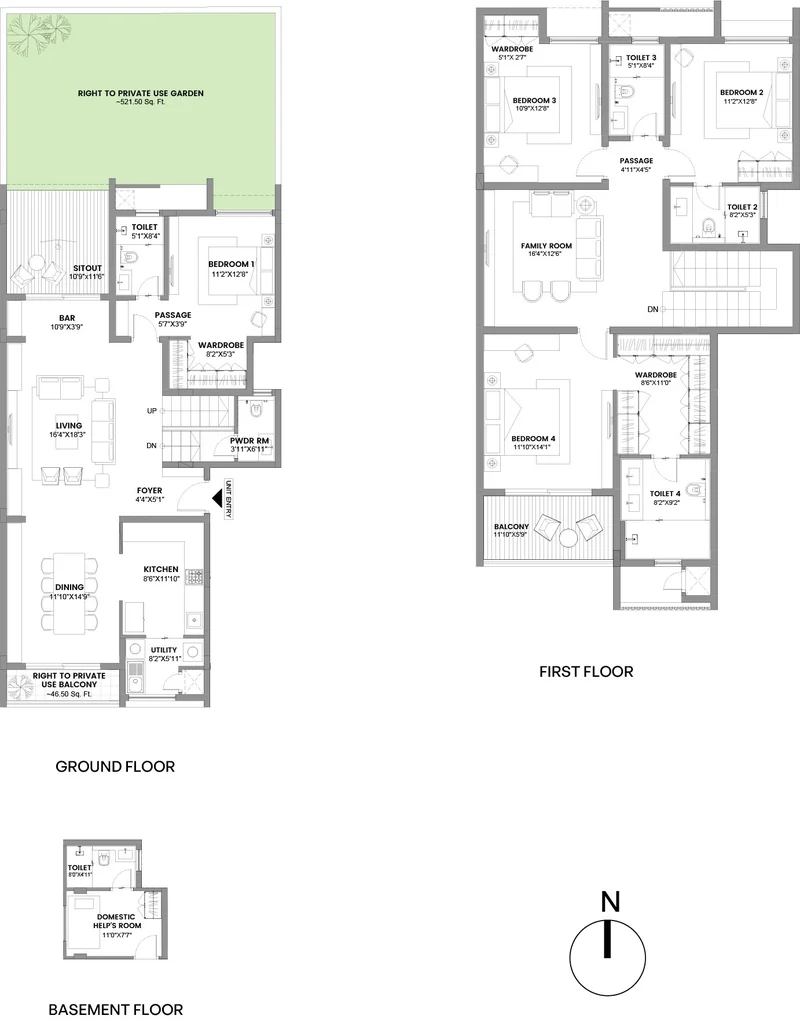 RIGHT TO PRIVATE USE GARDEN
~521.50 Sq. Ft.
TOILET
5'1"X8'4"
SITOUT
10'9"X11'6"
BEDROOM 1
11'2"X12'8"
BAR
10'9"X3'9"
PASSAGE
5'7"X3'9"
WARDROBE
8'2"X5'3"
LIVING
16'4"X18'3"
UP
DN
PWDR RM
3'11"X6'11"
FOYER
4'4"X5'1"
UNIT ENTRY
KITCHEN
8'6"X11'10"
DINING
11'10"X14'9"
UTILITY
8'2"X5'11"
RIGHT TO PRIVATE
USE BALCONY
~46.50 Sq. Ft.
GROUND FLOOR
WARDROBE
5'1"X 2'7"
TOILET 3
5'1"X8'4"
BEDROOM 3
10'9"X12'8"
BEDROOM 2
11'2"X12'8"
PASSAGE
4'11"X4'5"
TOILET 2
8'2"X5'3"
FAMILY ROOM
16'4"X12'6"
DN
WARDROBE
8'6"X11'0"
BEDROOM 4
11'10"X14'1"
TOILET 4
8'2"X9'2"
BALCONY
11'10"X5'9"
FIRST FLOOR
TOILET
8'0"X4'11"
DOMESTIC
HELP'S ROOM
11'0"X7'7"
BASEMENT FLOOR
N